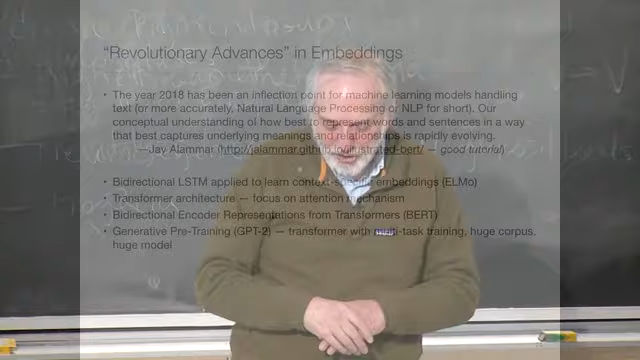 “Revolutionary Advances” in Embeddings
• The year 2018 has been an inflection point for machine learning models handling
text (or more accurately, Natural Language Processing or NLP for short). Our
conceptual understanding of how best to represent words and sentences in a way
that best captures underlying meanings and relationships is rapidly evolving.
—Jay Alammar (http://jalammar.github.io/illustrated-bert/ — good tutorial)
• Bidirectional LSTM applied to learn context-specific embeddings (ELMo)
• Transformer architecture — focus on attention mechanism
• Bidirectional Encoder Representations from Transformers (BERT)
• Generative Pre-Training (GPT-2) — transformer with multi-task training, huge corpus,
huge model